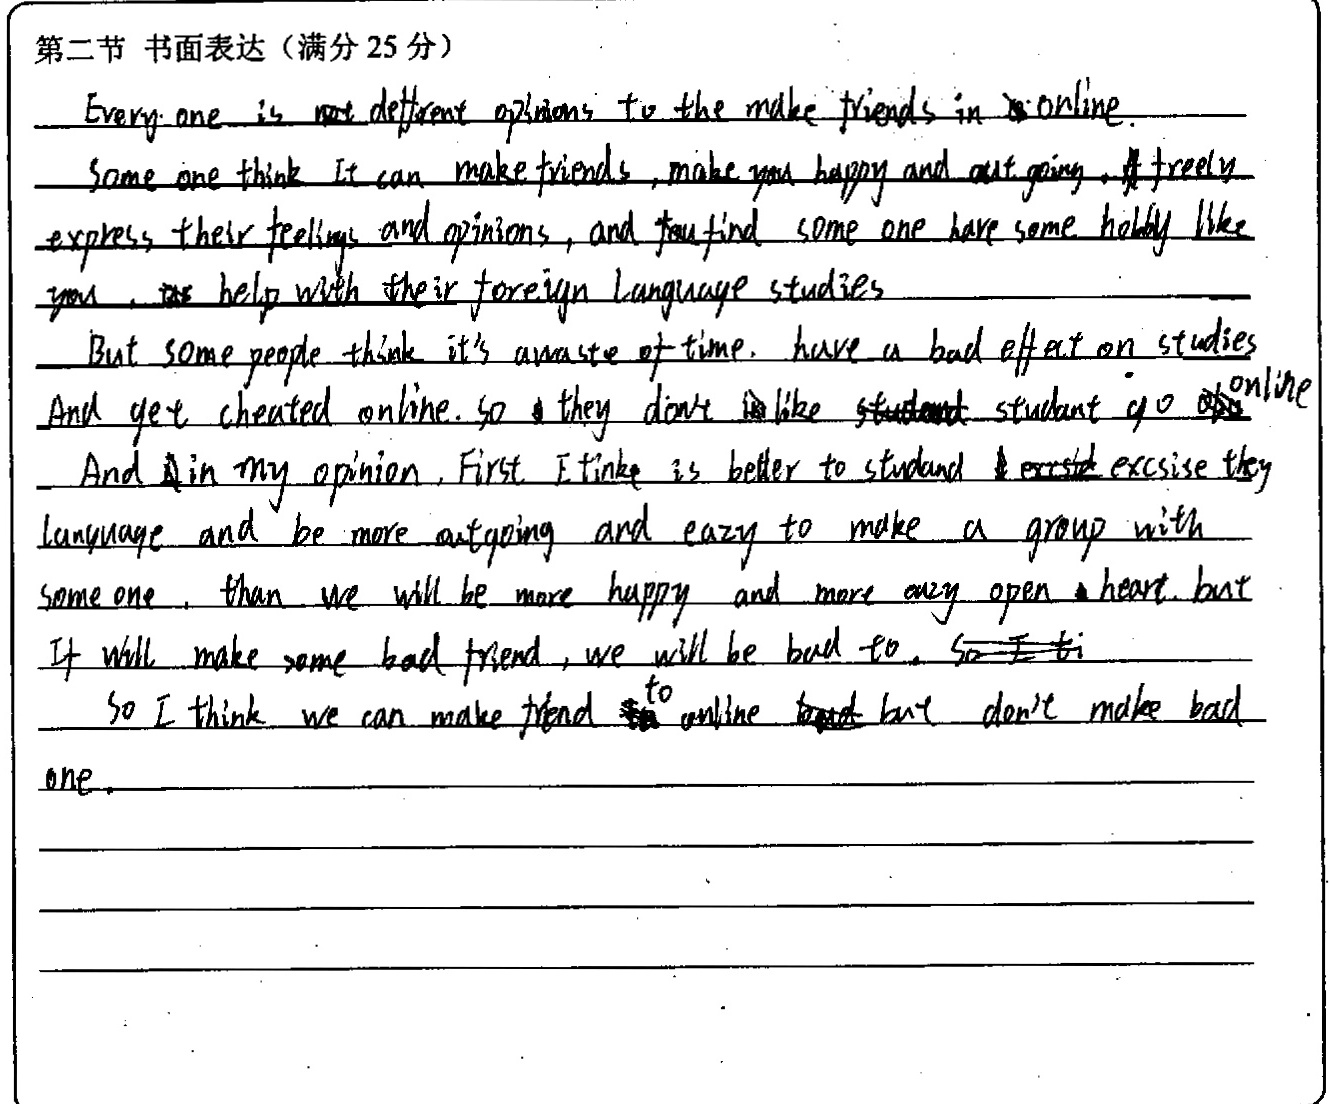 第二节 书面表达（满分 25 分）
Every one is deffrent opinions to the make friends in online.
Some one think It can make friends, make you happy and out going. freely
express their feelings and opinions, and you find some one have some hobby like
you. help with their foreign language studies
But some people think it's a waste of time. have a bad effect on studies
And get cheated online. so they don't like student go online
And in my opinion, First I tinke is better to studand excsise they
language and be more outgoing and eazy to make a group with
some one. than we will be more happy and more eazy open heart. but
It will make some bad friend, we will be bad to.
So I think we can make friend to online but don't make bad
one.